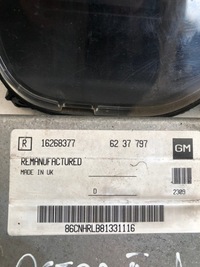 R 16268377 62 37 797 GM
REMANUFACTURED
MADE IN UK
D 2309
86CNHRLB81331116